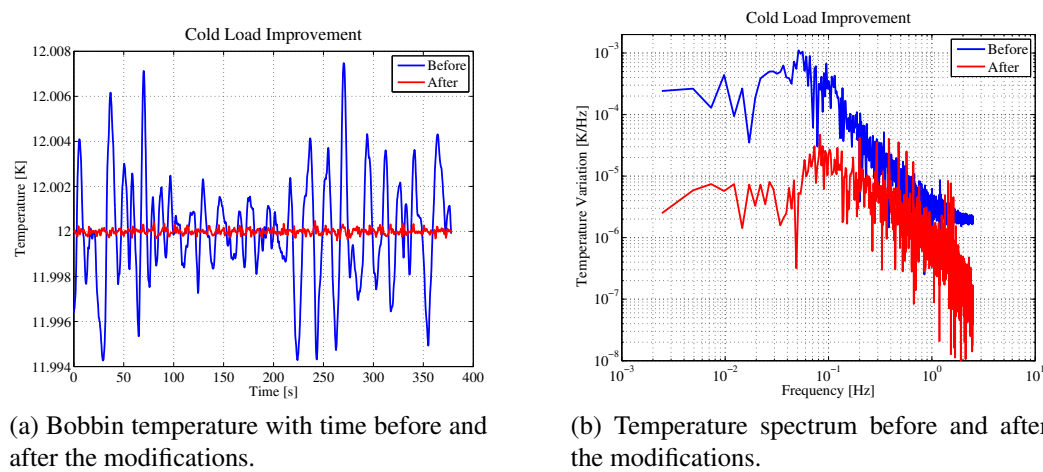 Cold Load Improvement
12.008
12.006
12.004
12.002
12
11.998
11.996
11.994
Temperature [K]
Before
After
0 50 100 150 200 250 300 350 400
Time [s]
(a) Bobbin temperature with time before and
after the modifications.
Cold Load Improvement
10⁻³
10⁻⁴
10⁻⁵
10⁻⁶
10⁻⁷
10⁻⁸
Temperature Variation [K/Hz]
Before
After
10⁻³ 10⁻² 10⁻¹ 10⁰ 10¹
Frequency [Hz]
(b) Temperature spectrum before and after
the modifications.